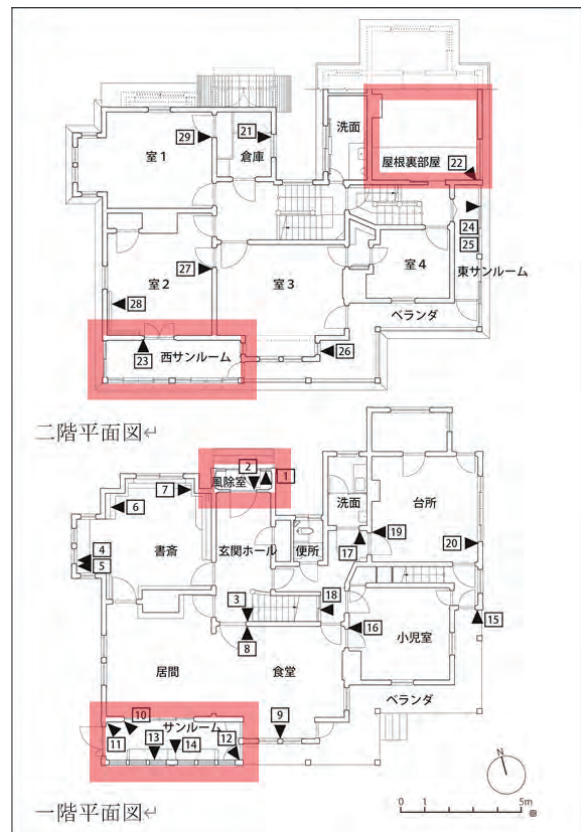 29
21
洗面
室１
倉庫
屋根裏部屋
22
24
25
27
室２
室３
室４
東サンルーム
28
ベランダ
23
西サンルーム
26
二階平面図↵
2
1
風除室
7
6
洗面
台所
4
書斎
玄関ホール
便所
19
20
5
17
3
18
15
8
16
小児室
居間
食堂
ベランダ
10
サンルーム
9
11
13
14
12
N
一階平面図↵
0 1 5m